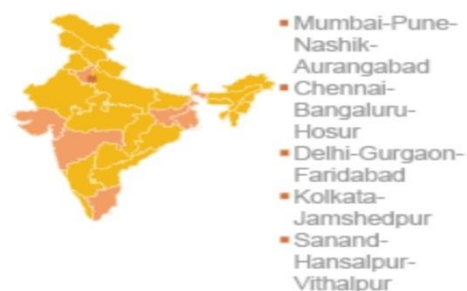 Mumbai-Pune-
Nashik-
Aurangabad
Chennai-
Bangaluru-
Hosur
Delhi-Gurgaon-
Faridabad
Kolkata-
Jamshedpur
Sanand-
Hansalpur-
Vithalpur